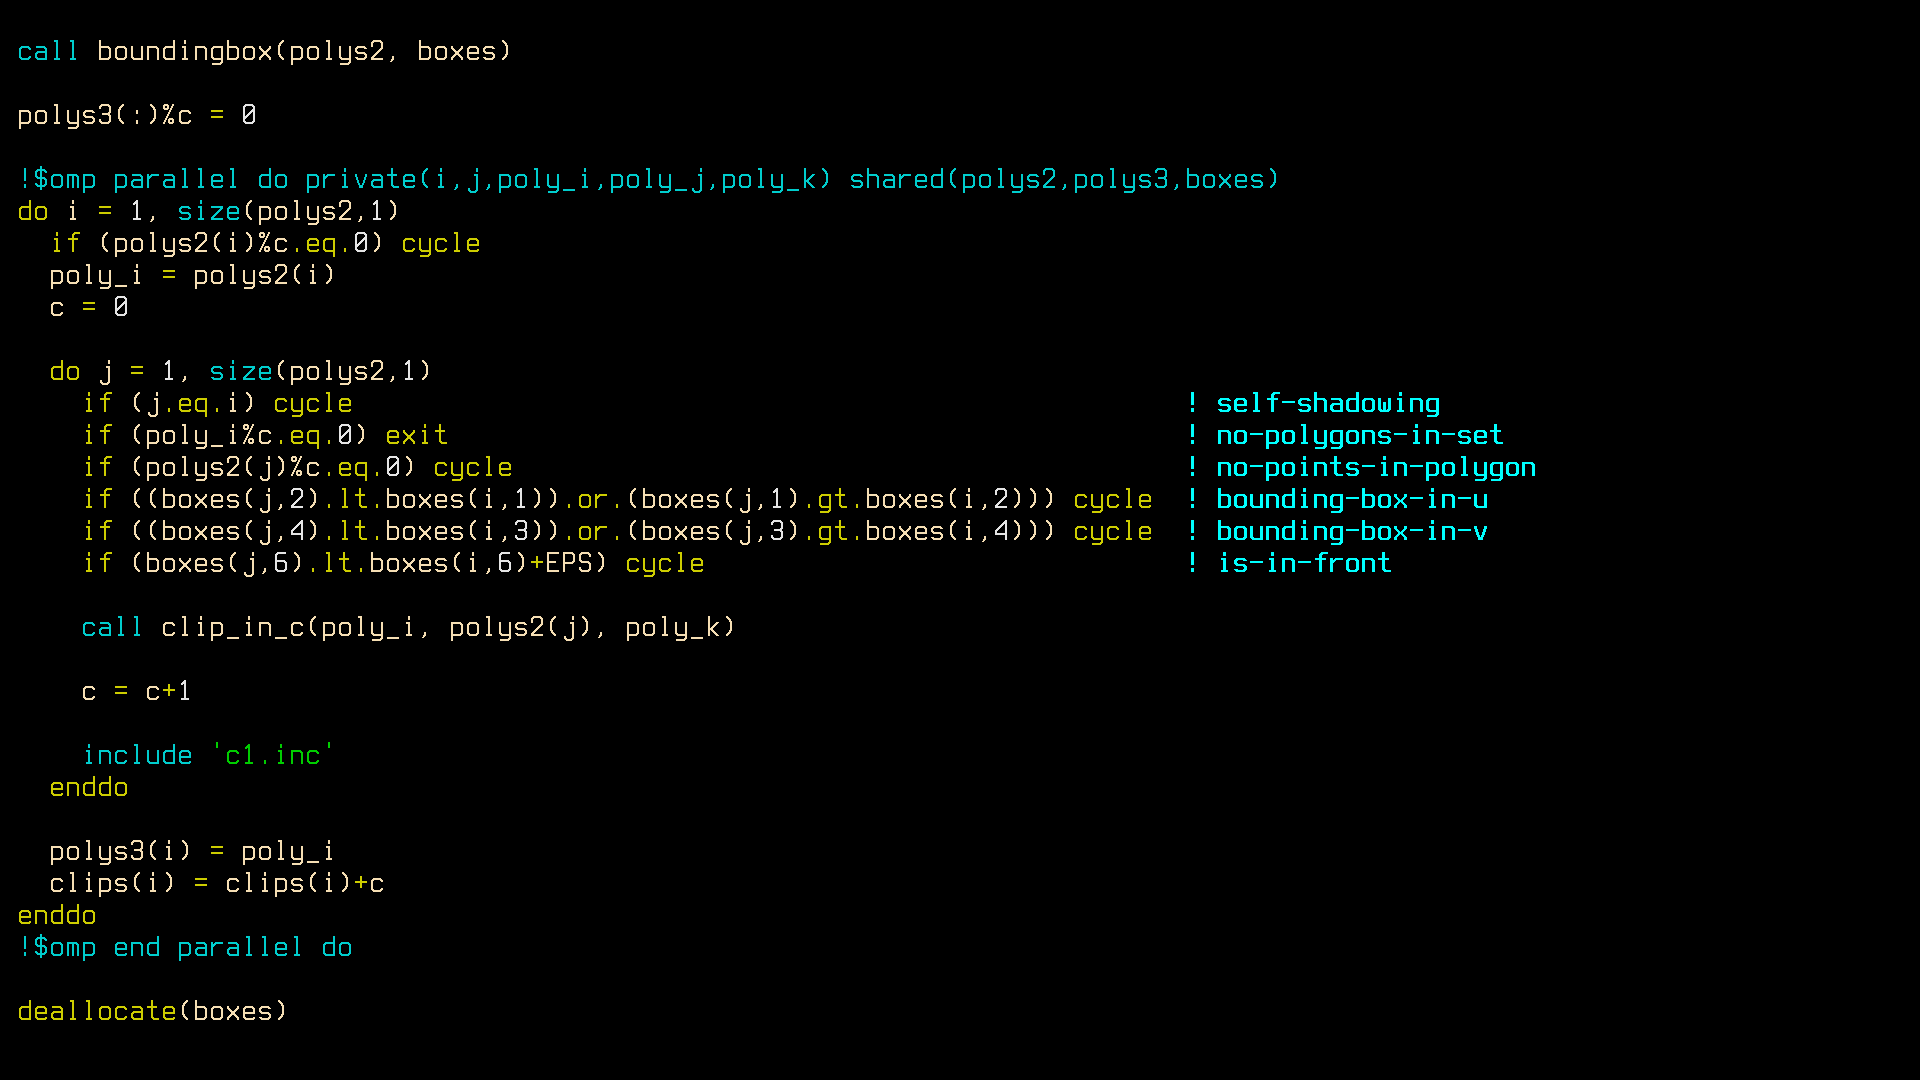 call boundingbox(polys2, boxes)
polys3(:)%c = 0
!$omp parallel do private(i,j,poly_i,poly_j,poly_k) shared(polys2,polys3,boxes)
do i = 1, size(polys2,1)
  if (polys2(i)%c.eq.0) cycle
  poly_i = polys2(i)
  c = 0
  do j = 1, size(polys2,1)
    if (j.eq.i) cycle ! self-shadowing
    if (poly_i%c.eq.0) exit ! no-polygons-in-set
    if (polys2(j)%c.eq.0) cycle ! no-points-in-polygon
    if ((boxes(j,2).lt.boxes(i,1)).or.(boxes(j,1).gt.boxes(i,2))) cycle ! bounding-box-in-u
    if ((boxes(j,4).lt.boxes(i,3)).or.(boxes(j,3).gt.boxes(i,4))) cycle ! bounding-box-in-v
    if (boxes(j,6).lt.boxes(i,6)+EPS) cycle ! is-in-front
    call clip_in_c(poly_i, polys2(j), poly_k)
    c = c+1
    include 'c1.inc'
  enddo
  polys3(i) = poly_i
  clips(i) = clips(i)+c
enddo
!$omp end parallel do
deallocate(boxes)